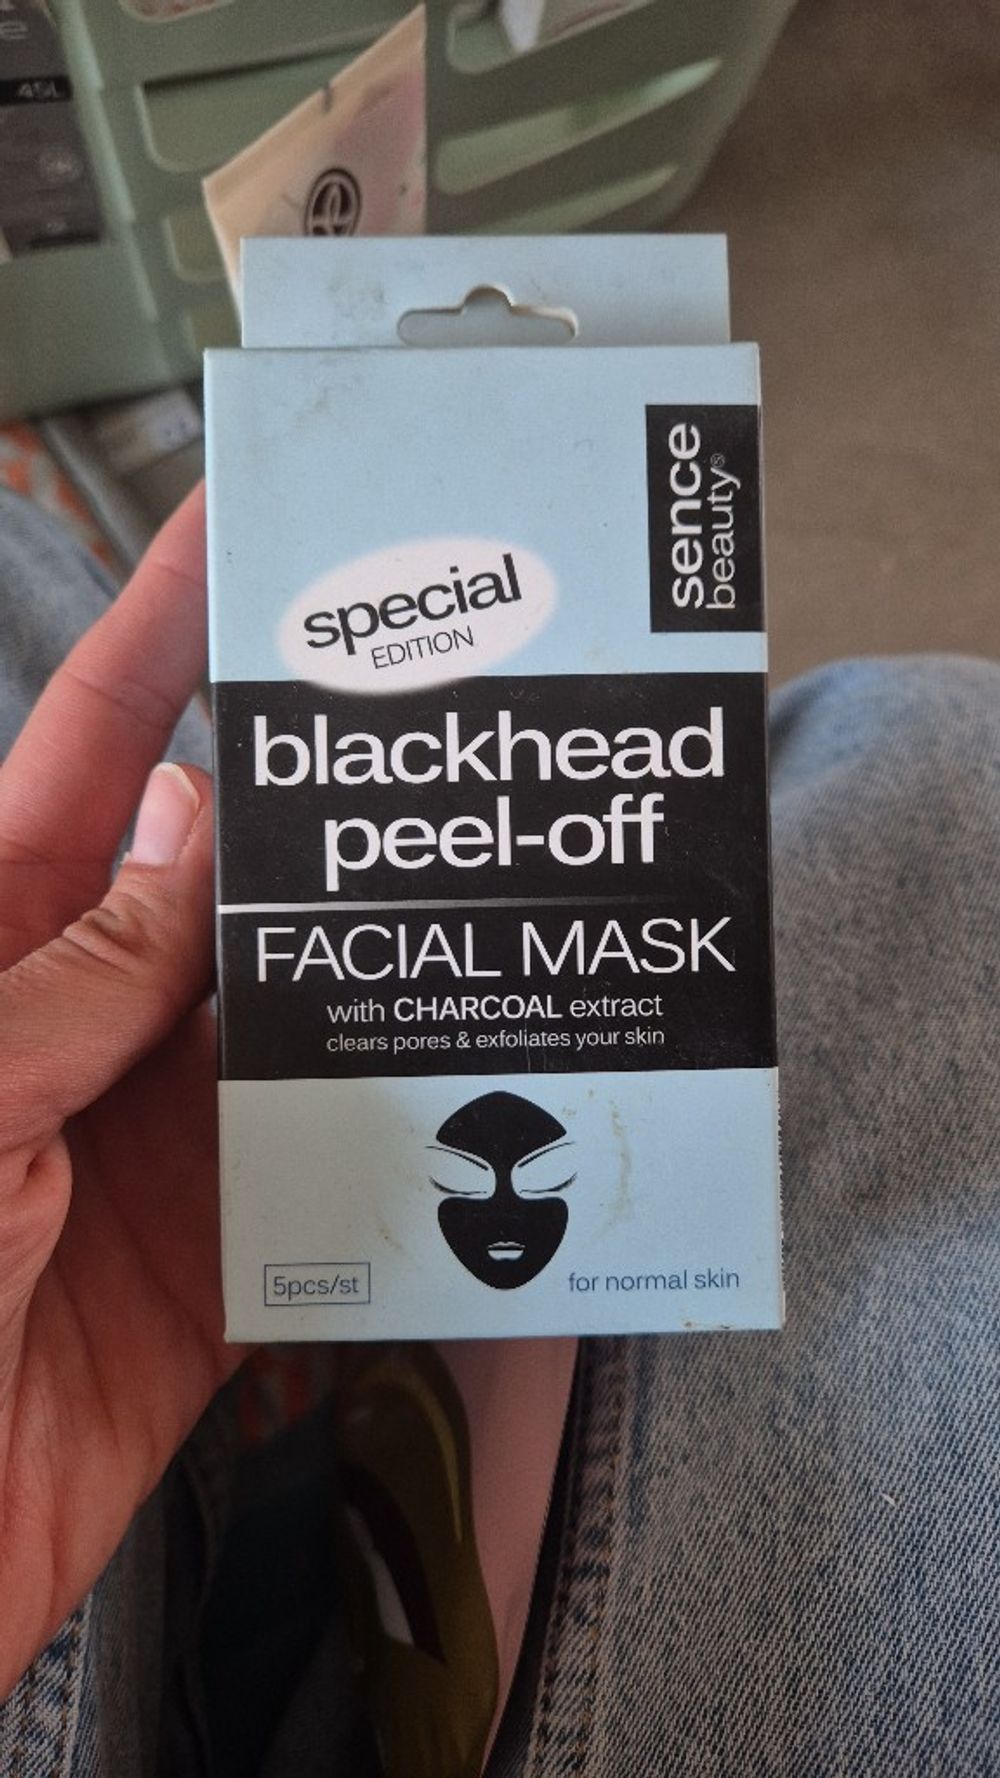 45L
sence
beauty®
special
EDITION
blackhead
peel-off
FACIAL MASK
with CHARCOAL extract
clears pores & exfoliates your skin
5pcs/st
for normal skin